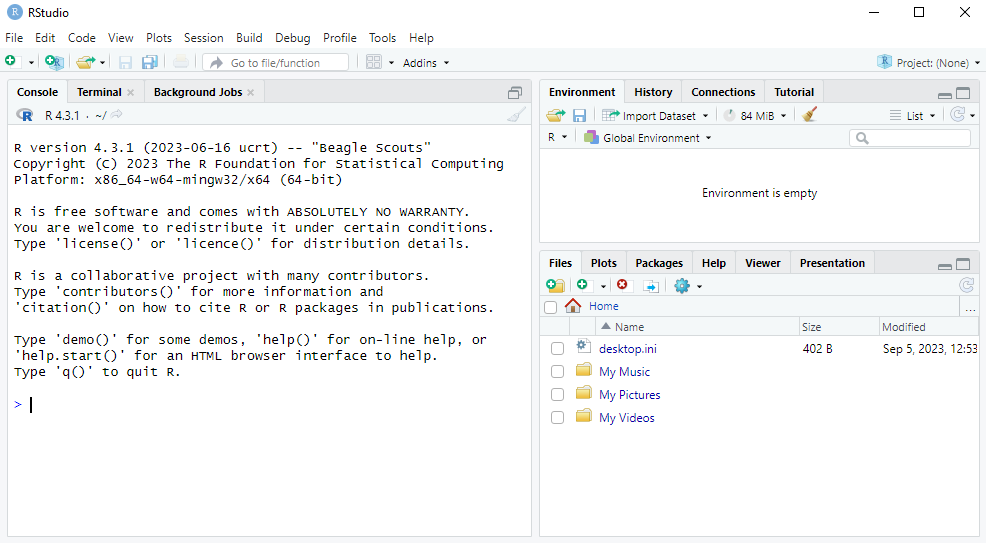 RStudio
File Edit Code View Plots Session Build Debug Profile Tools Help
Go to file/function Addins Project: (None)
Console Terminal Background Jobs
R 4.3.1 · ~/
R version 4.3.1 (2023-06-16 ucrt) -- "Beagle Scouts"
Copyright (C) 2023 The R Foundation for Statistical Computing
Platform: x86_64-w64-mingw32/x64 (64-bit)
R is free software and comes with ABSOLUTELY NO WARRANTY.
You are welcome to redistribute it under certain conditions.
Type 'license()' or 'licence()' for distribution details.
R is a collaborative project with many contributors.
Type 'contributors()' for more information and
'citation()' on how to cite R or R packages in publications.
Type 'demo()' for some demos, 'help()' for on-line help, or
'help.start()' for an HTML browser interface to help.
Type 'q()' to quit R.
>
Environment History Connections Tutorial
Import Dataset 84 MiB List
R Global Environment
Environment is empty
Files Plots Packages Help Viewer Presentation
Home ...
Name Size Modified
desktop.ini 402 B Sep 5, 2023, 12:53
My Music
My Pictures
My Videos